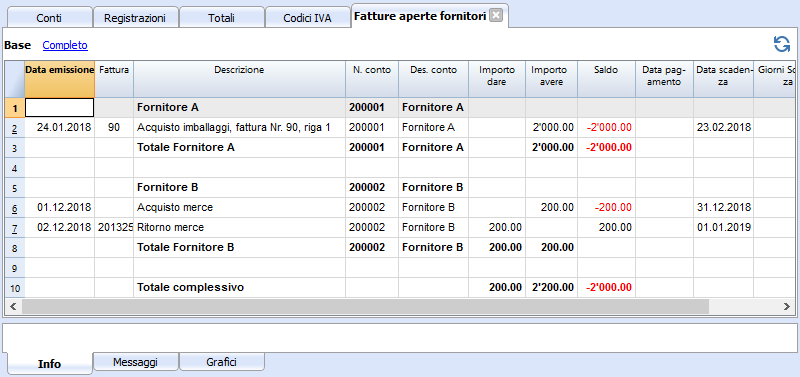 Conti Registrazioni Totali Codici IVA Fatture aperte fornitori
Base Completo
Data emissione Fattura Descrizione N. conto Des. conto Importo dare Importo avere Saldo Data pag-amento Data scaden-za Giorni Sc za
1 Fornitore A 200001 Fornitore A
2 24.01.2018 90 Acquisto imballaggi, fattura Nr. 90, riga 1 200001 Fornitore A 2'000.00 -2'000.00 23.02.2018
3 Totale Fornitore A 200001 Fornitore A 2'000.00 -2'000.00
4
5 Fornitore B 200002 Fornitore B
6 01.12.2018 Acquisto merce 200002 Fornitore B 200.00 -200.00 31.12.2018
7 02.12.2018 201325 Ritorno merce 200002 Fornitore B 200.00 200.00 01.01.2019
8 Totale Fornitore B 200002 Fornitore B 200.00 200.00
9
10 Totale complessivo 200.00 2'200.00 -2'000.00
Info Messaggi Grafici